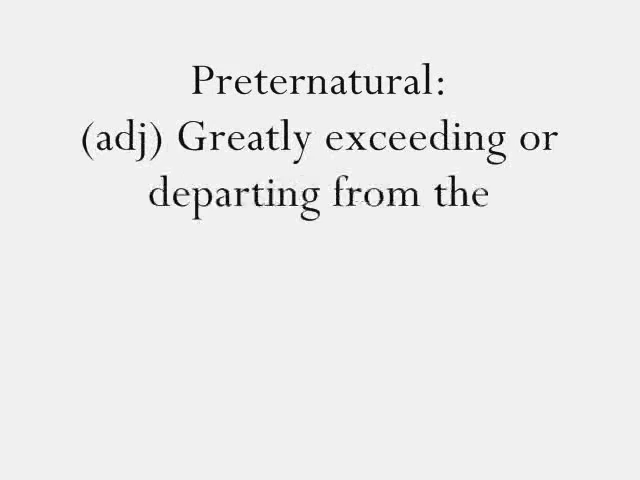 Preternatural:
(adj) Greatly exceeding or
departing from the